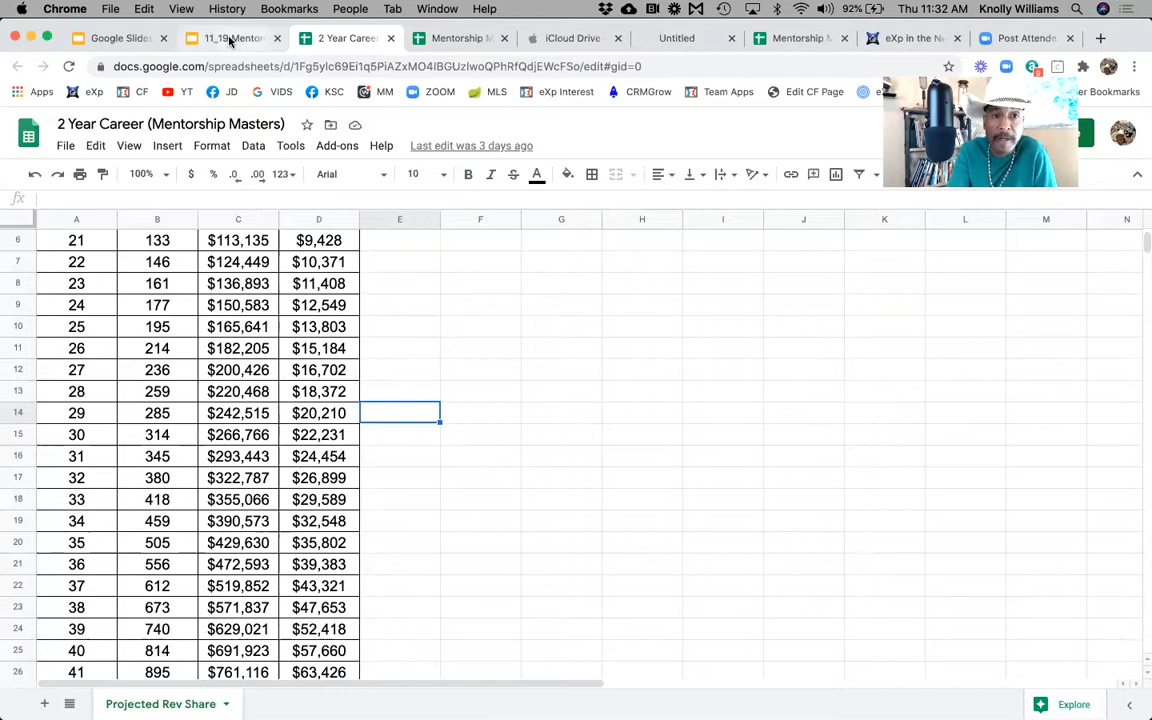 Chrome File Edit View History Bookmarks People Tab Window Help 92% Thu 11:32 AM Knolly Williams
Google Slides 11_19 Mentor 2 Year Career Mentorship M iCloud Drive - Untitled Mentorship M eXp in the Ne Post Attende
docs.google.com/spreadsheets/d/1Fg5ylc69Ei1q5PiAZxMO4lBGUzlwoQPhRfQdjEWcFSo/edit#gid=0
Apps eXp CF YT JD VIDS KSC MM ZOOM MLS eXp Interest CRMGrow Team Apps Edit CF Page er Bookmarks
2 Year Career (Mentorship Masters)
File Edit View Insert Format Data Tools Add-ons Help Last edit was 3 days ago
100% $ % .0 .00 123 Arial 10 B I S A
fx
A B C D E F G H I J K L M N
6 21 133 $113,135 $9,428
7 22 146 $124,449 $10,371
8 23 161 $136,893 $11,408
9 24 177 $150,583 $12,549
10 25 195 $165,641 $13,803
11 26 214 $182,205 $15,184
12 27 236 $200,426 $16,702
13 28 259 $220,468 $18,372
14 29 285 $242,515 $20,210
15 30 314 $266,766 $22,231
16 31 345 $293,443 $24,454
17 32 380 $322,787 $26,899
18 33 418 $355,066 $29,589
19 34 459 $390,573 $32,548
20 35 505 $429,630 $35,802
21 36 556 $472,593 $39,383
22 37 612 $519,852 $43,321
23 38 673 $571,837 $47,653
24 39 740 $629,021 $52,418
25 40 814 $691,923 $57,660
26 41 895 $761,116 $63,426
Projected Rev Share Explore